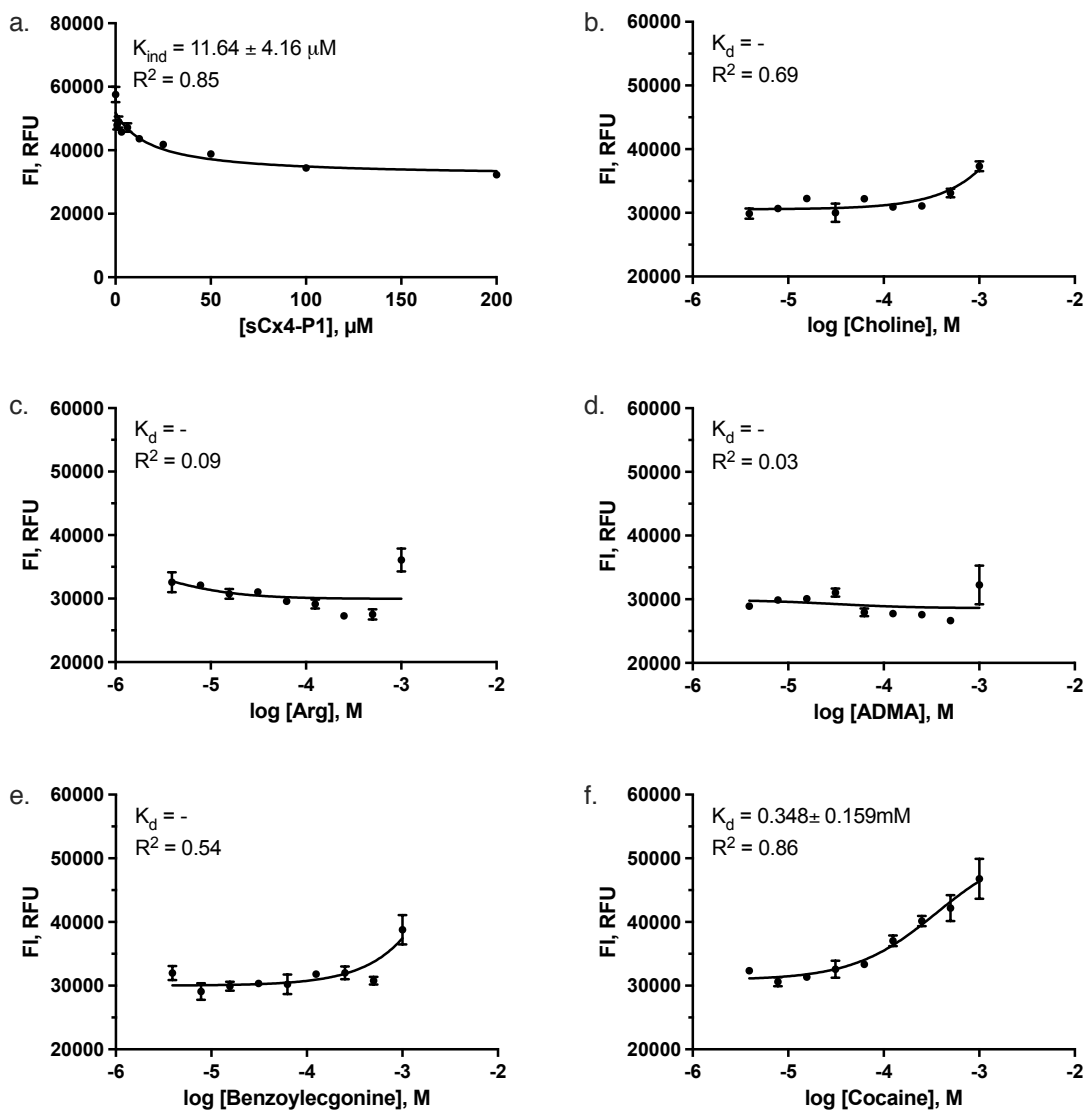 a.
K_ind = 11.64 ± 4.16 μM
R² = 0.85
FI, RFU
80000
60000
40000
20000
0
0 50 100 150 200
[sCx4-P1], μM
b.
K_d = -
R² = 0.69
FI, RFU
60000
50000
40000
30000
20000
-6 -5 -4 -3 -2
log [Choline], M
c.
K_d = -
R² = 0.09
FI, RFU
60000
50000
40000
30000
20000
-6 -5 -4 -3 -2
log [Arg], M
d.
K_d = -
R² = 0.03
FI, RFU
60000
50000
40000
30000
20000
-6 -5 -4 -3 -2
log [ADMA], M
e.
K_d = -
R² = 0.54
FI, RFU
60000
50000
40000
30000
20000
-6 -5 -4 -3 -2
log [Benzoylecgonine], M
f.
K_d = 0.348± 0.159mM
R² = 0.86
FI, RFU
60000
50000
40000
30000
20000
-6 -5 -4 -3 -2
log [Cocaine], M